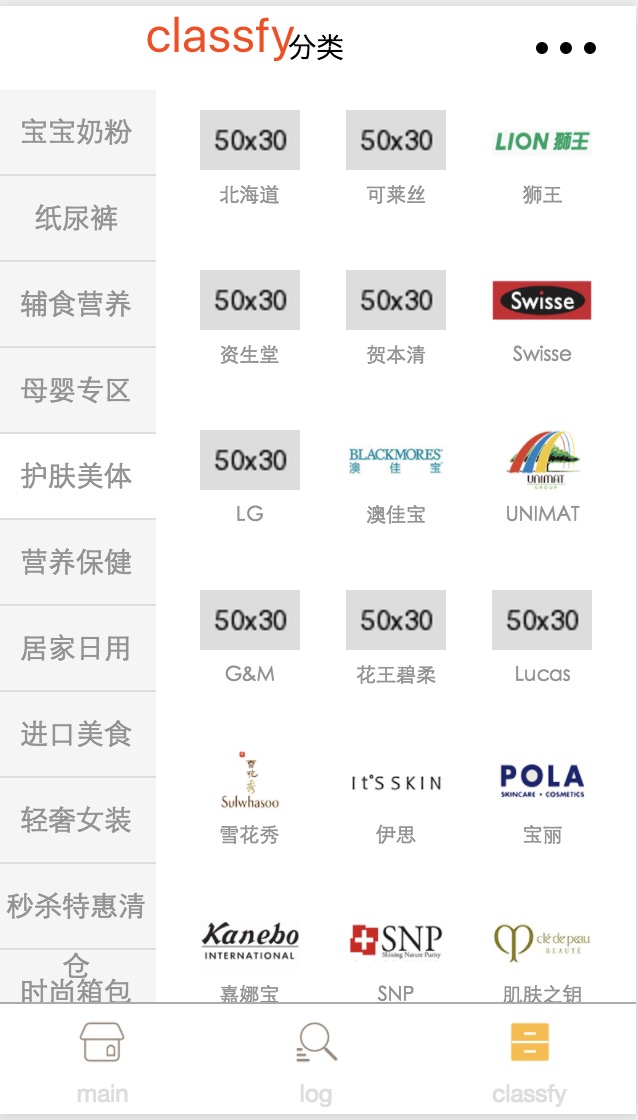 classfy分类
宝宝奶粉
纸尿裤
辅食营养
母婴专区
护肤美体
营养保健
居家日用
进口美食
轻奢女装
秒杀特惠清
仓
时尚箱包
50x30 50x30 LION 狮王
北海道 可莱丝 狮王
50x30 50x30 Swisse
资生堂 贺本清 Swisse
50x30 BLACKMORES 澳佳宝 UNIMAT GROUP
LG 澳佳宝 UNIMAT
50x30 50x30 50x30
G&M 花王碧柔 Lucas
雪花秀 Sulwhasoo It'S SKIN POLA SKINCARE + COSMETICS
雪花秀 伊思 宝丽
Kanebo INTERNATIONAL SNP Shining Nature Purity clé de peau BEAUTÉ
嘉娜宝 SNP 肌肤之钥
main log classfy